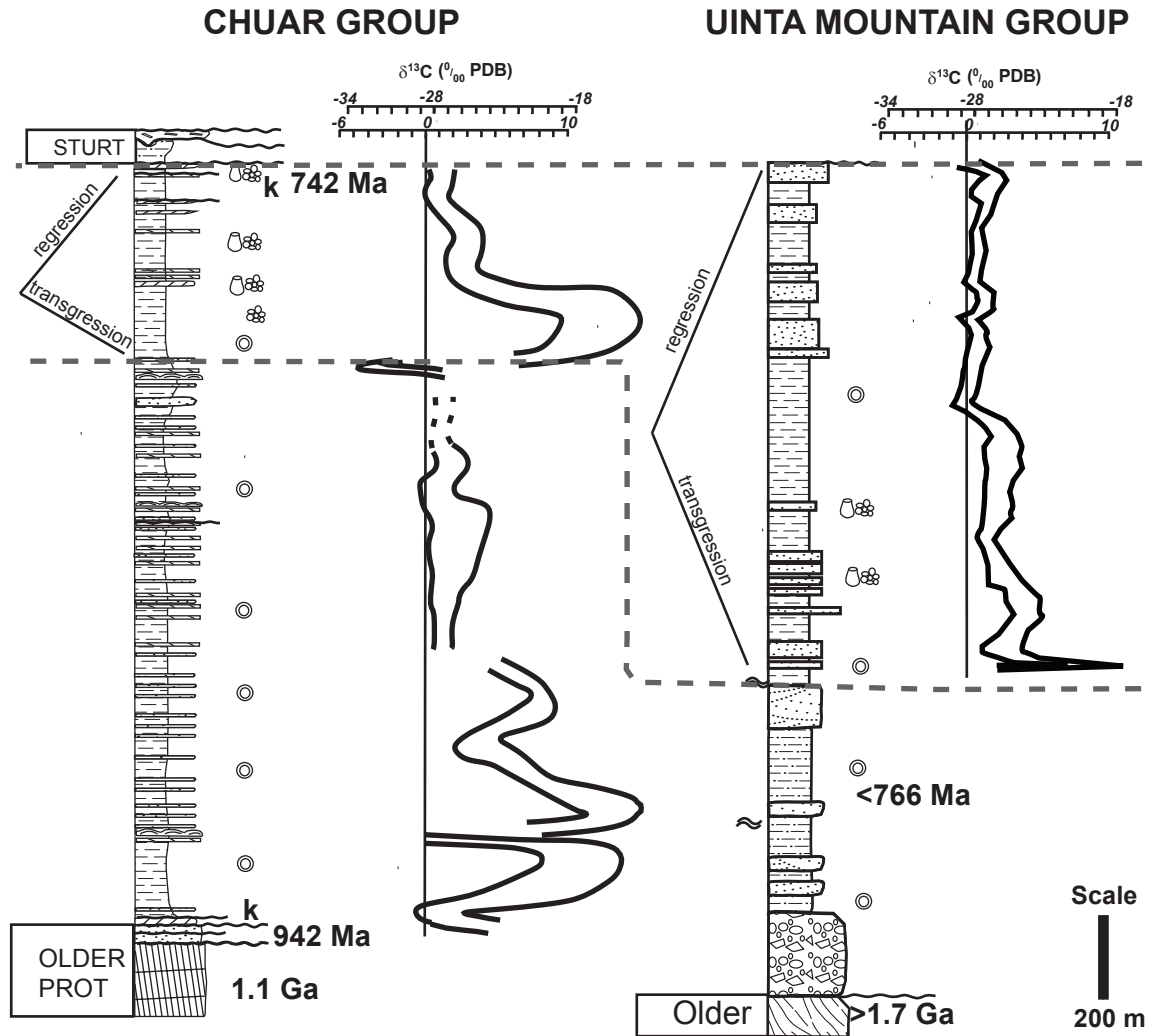 CHUAR GROUP
UINTA MOUNTAIN GROUP
δ¹³C (⁰/₀₀ PDB)
-34 -28 -18
-6 0 10
δ¹³C (⁰/₀₀ PDB)
-34 -28 -18
-6 0 10
STURT
k 742 Ma
regression
transgression
regression
transgression
<766 Ma
k
942 Ma
OLDER
PROT
1.1 Ga
Older
>1.7 Ga
Scale
200 m